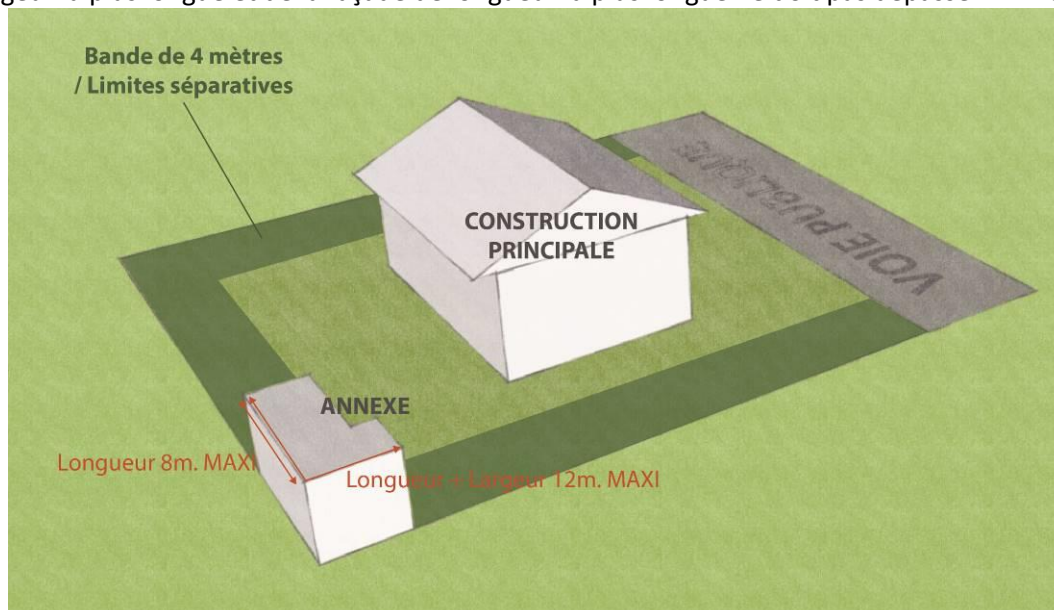 Bande de 4 mètres
/ Limites séparatives
CONSTRUCTION
PRINCIPALE
VOIE PUBLIQUE
ANNEXE
Longueur 8m. MAXI
Longueur + Largeur 12m. MAXI